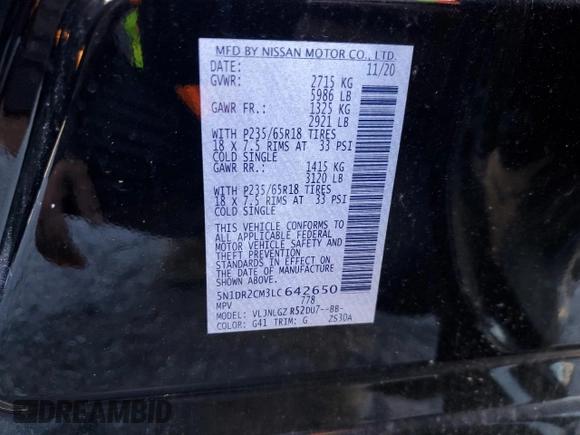 MFD BY NISSAN MOTOR CO., LTD.
DATE: 11/20
GVWR: 2715 KG
5986 LB
GAWR FR.: 1325 KG
2921 LB
WITH P235/65R18 TIRES
18 X 7.5 RIMS AT 33 PSI
COLD SINGLE
GAWR RR.: 1415 KG
3120 LB
WITH P235/65R18 TIRES
18 X 7.5 RIMS AT 33 PSI
COLD SINGLE
THIS VEHICLE CONFORMS TO
ALL APPLICABLE FEDERAL
MOTOR VEHICLE SAFETY AND
THEFT PREVENTION
STANDARDS IN EFFECT ON
THE DATE OF MANUFACTURE
SHOWN ABOVE.
5N1DR2CM3LC642650
MPV 778
MODEL: VLJNLGZ R52DU7--BB-
COLOR: G41 TRIM: G ZS3DA
DREAMBID